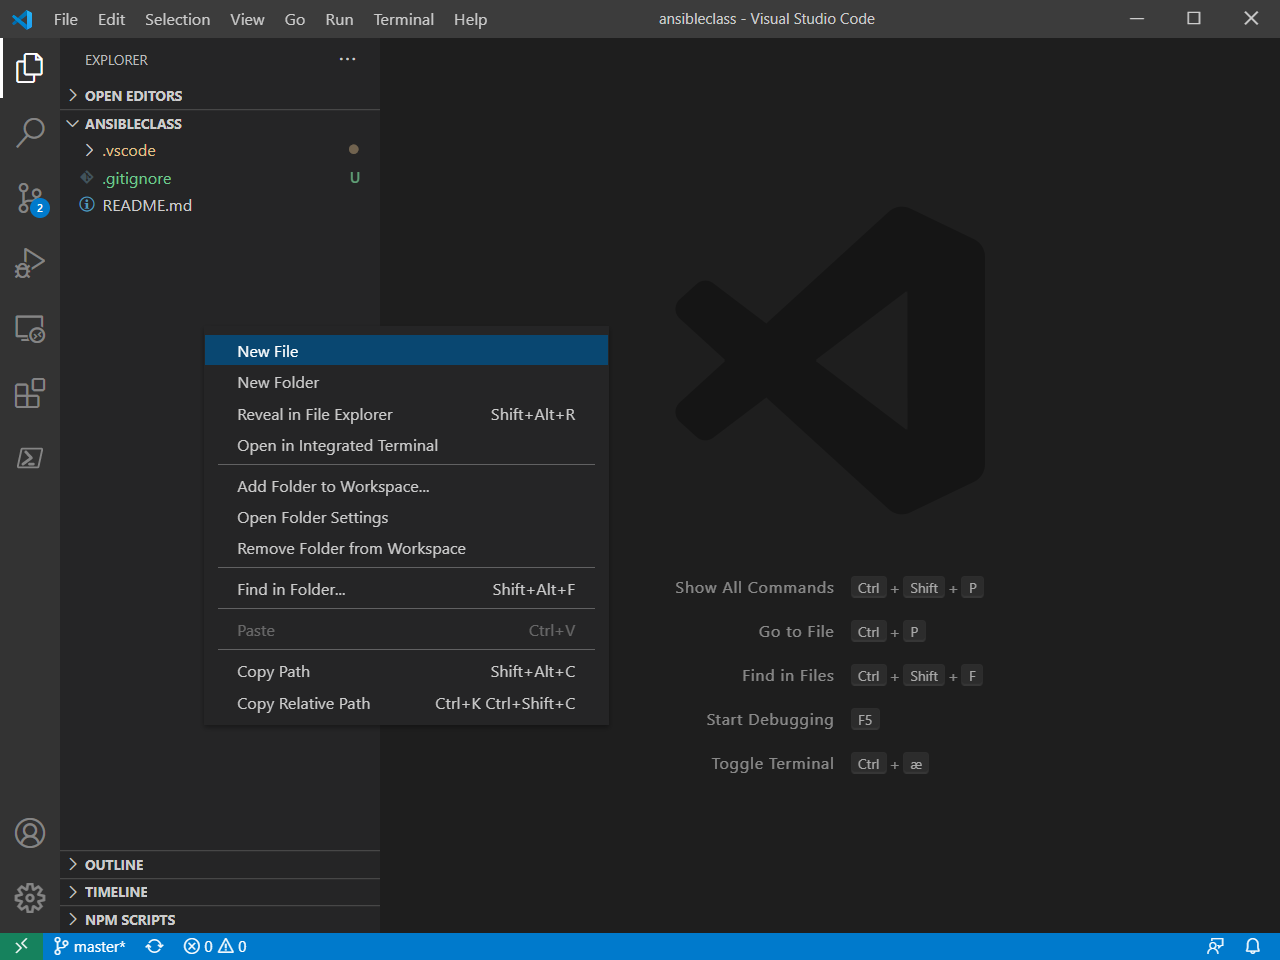 File Edit Selection View Go Run Terminal Help ansibleclass - Visual Studio Code
EXPLORER
OPEN EDITORS
ANSIBLECLASS
.vscode
.gitignore U
README.md
2
New File
New Folder
Reveal in File Explorer Shift+Alt+R
Open in Integrated Terminal
Add Folder to Workspace...
Open Folder Settings
Remove Folder from Workspace
Find in Folder... Shift+Alt+F
Paste Ctrl+V
Copy Path Shift+Alt+C
Copy Relative Path Ctrl+K Ctrl+Shift+C
Show All Commands Ctrl + Shift + P
Go to File Ctrl + P
Find in Files Ctrl + Shift + F
Start Debugging F5
Toggle Terminal Ctrl + æ
OUTLINE
TIMELINE
NPM SCRIPTS
master* 0 0